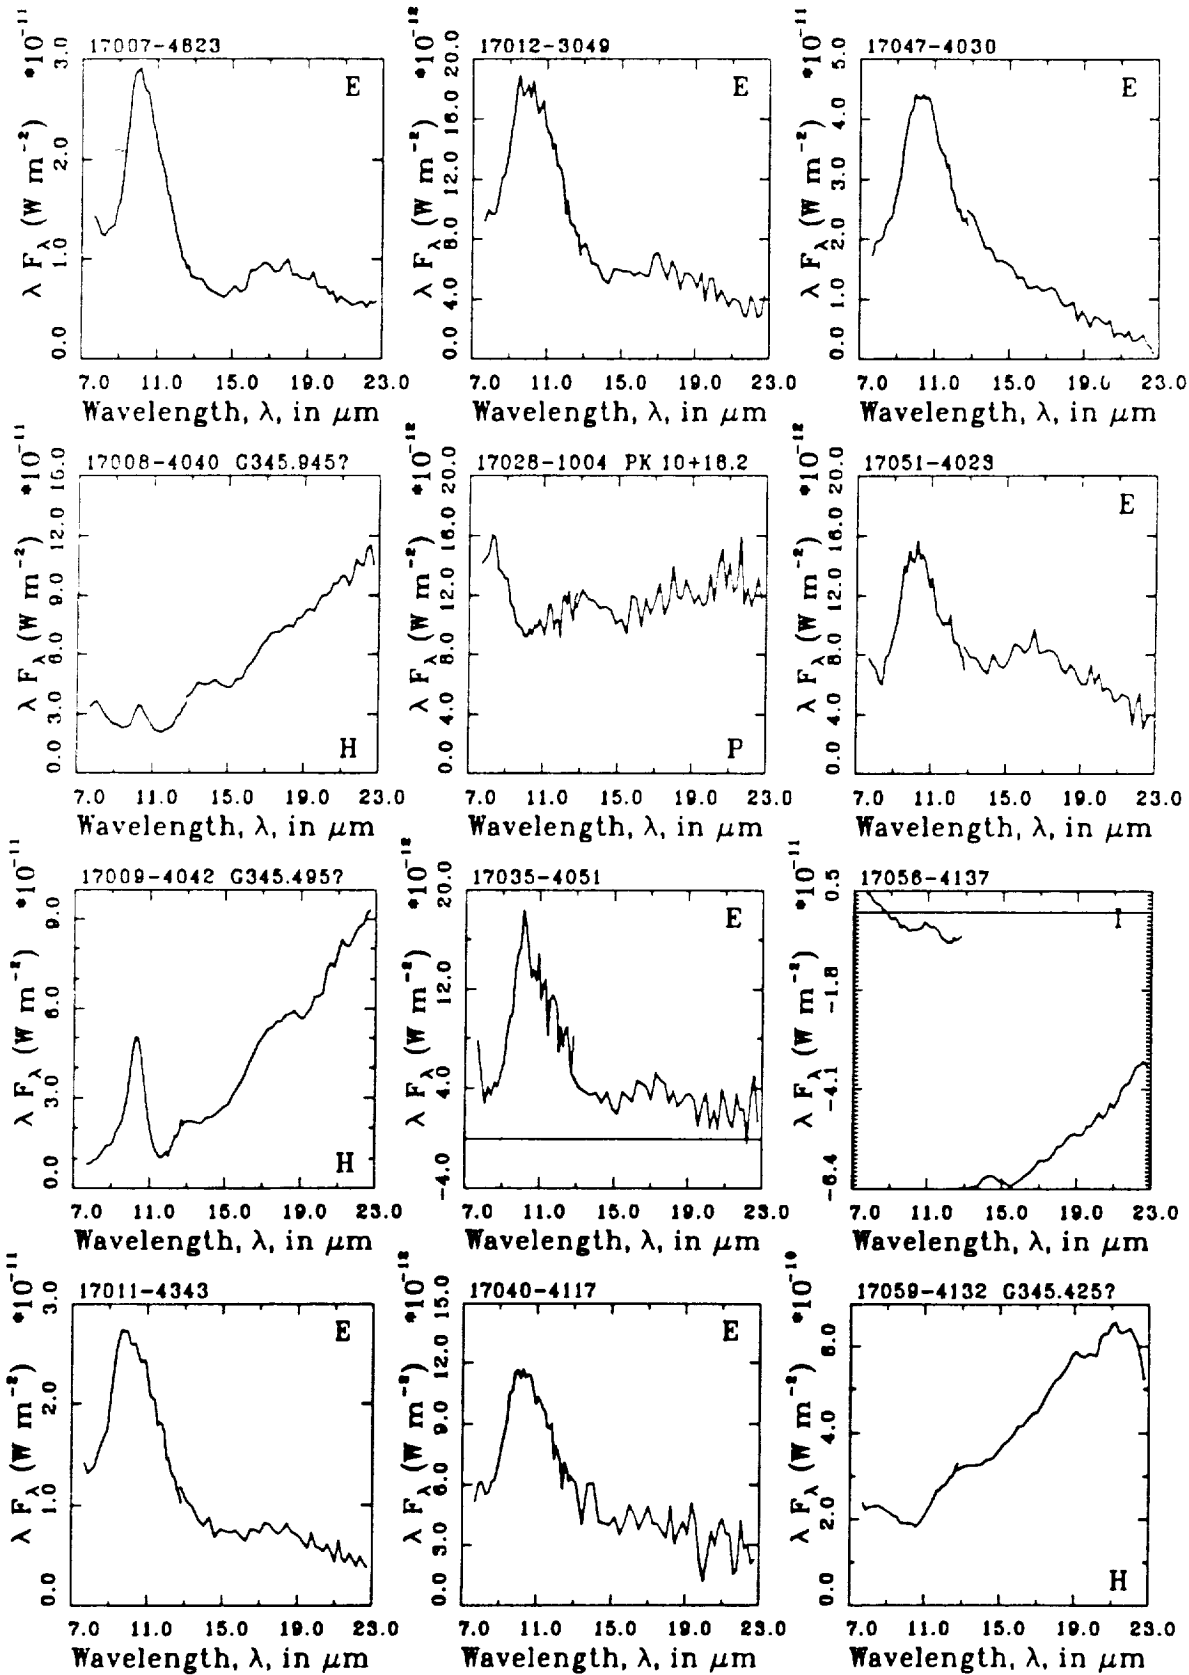 17007-4823
E
λ F_λ (W m⁻²) *10⁻¹¹
0.0 1.0 2.0 3.0
7.0 11.0 15.0 19.0 23.0
Wavelength, λ, in μm
17012-3049
E
λ F_λ (W m⁻²) *10⁻¹²
0.0 4.0 8.0 12.0 16.0 20.0
7.0 11.0 15.0 19.0 23.0
Wavelength, λ, in μm
17047-4030
E
λ F_λ (W m⁻²) *10⁻¹¹
0.0 1.0 2.0 3.0 4.0 5.0
7.0 11.0 15.0 19.0 23.0
Wavelength, λ, in μm
17008-4040 G345.945?
H
λ F_λ (W m⁻²) *10⁻¹¹
0.0 3.0 6.0 9.0 12.0 15.0
7.0 11.0 15.0 19.0 23.0
Wavelength, λ, in μm
17028-1004 PK 10+18.2
P
λ F_λ (W m⁻²) *10⁻¹²
0.0 4.0 8.0 12.0 16.0 20.0
7.0 11.0 15.0 19.0 23.0
Wavelength, λ, in μm
17051-4023
E
λ F_λ (W m⁻²) *10⁻¹²
0.0 4.0 8.0 12.0 16.0 20.0
7.0 11.0 15.0 19.0 23.0
Wavelength, λ, in μm
17009-4042 G345.495?
H
λ F_λ (W m⁻²) *10⁻¹¹
0.0 3.0 6.0 9.0
7.0 11.0 15.0 19.0 23.0
Wavelength, λ, in μm
17035-4051
E
λ F_λ (W m⁻²) *10⁻¹²
-4.0 4.0 12.0 20.0
7.0 11.0 15.0 19.0 23.0
Wavelength, λ, in μm
17056-4137
I
λ F_λ (W m⁻²) *10⁻¹¹
-6.4 -4.1 -1.8 0.5
7.0 11.0 15.0 19.0 23.0
Wavelength, λ, in μm
17011-4343
E
λ F_λ (W m⁻²) *10⁻¹¹
0.0 1.0 2.0 3.0
7.0 11.0 15.0 19.0 23.0
Wavelength, λ, in μm
17040-4117
E
λ F_λ (W m⁻²) *10⁻¹²
0.0 3.0 6.0 9.0 12.0 15.0
7.0 11.0 15.0 19.0 23.0
Wavelength, λ, in μm
17059-4132 G345.425?
H
λ F_λ (W m⁻²) *10⁻¹⁰
0.0 2.0 4.0 6.0
7.0 11.0 15.0 19.0 23.0
Wavelength, λ, in μm